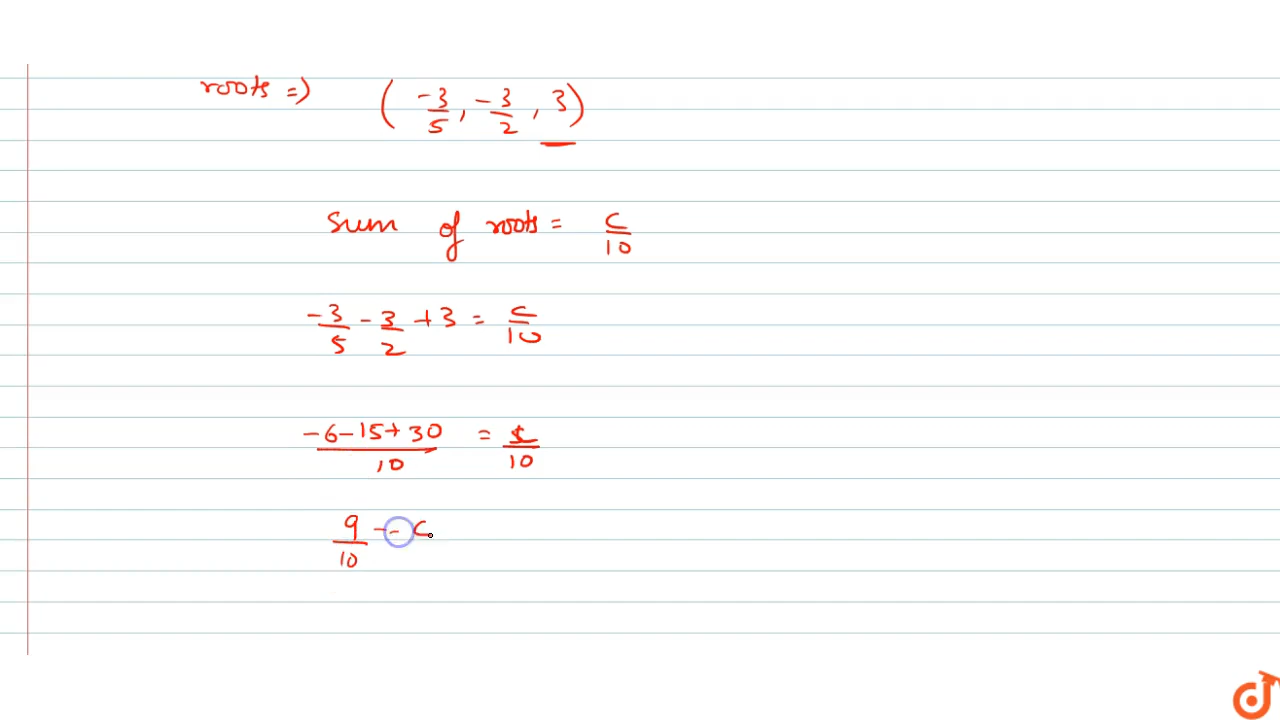 roots => (-3/5, -3/2, 3)
Sum of roots = C/10
-3/5 - 3/2 + 3 = C/10
(-6-15+30)/10 = C/10
9/10 = C